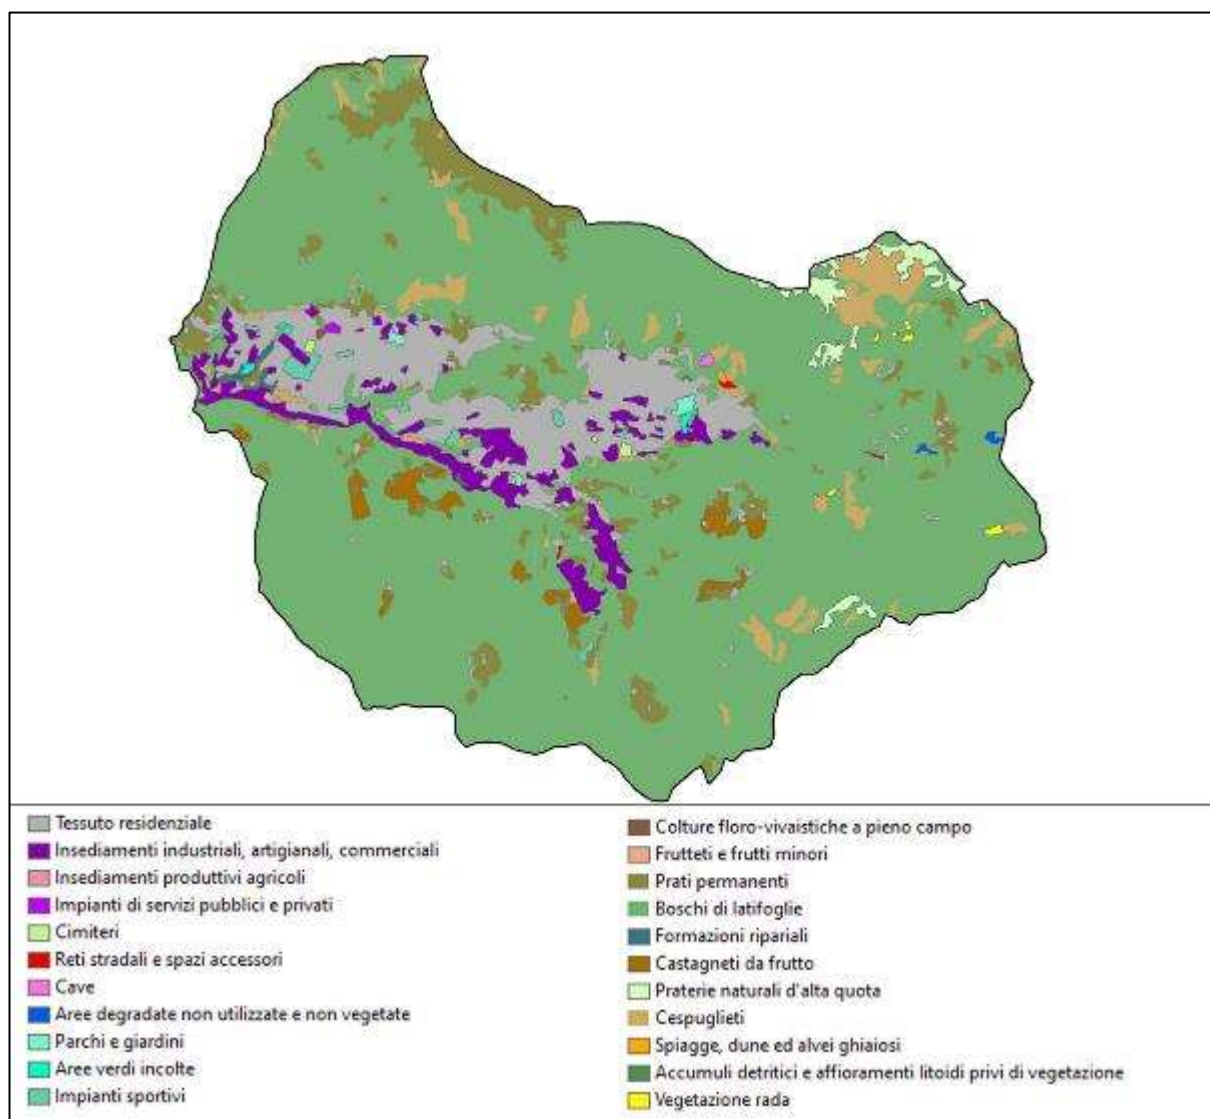 Tessuto residenziale
Insediamenti industriali, artigianali, commerciali
Insediamenti produttivi agricoli
Impianti di servizi pubblici e privati
Cimiteri
Reti stradali e spazi accessori
Cave
Aree degradate non utilizzate e non vegetate
Parchi e giardini
Aree verdi incolte
Impianti sportivi
Colture floro-vivaistiche a pieno campo
Frutteti e frutti minori
Prati permanenti
Boschi di latifoglie
Formazioni ripariali
Castagneti da frutto
Praterie naturali d'alta quota
Cespuglieti
Spiagge, dune ed alvei ghiaiosi
Accumuli detritici e affioramenti litoidi privi di vegetazione
Vegetazione rada